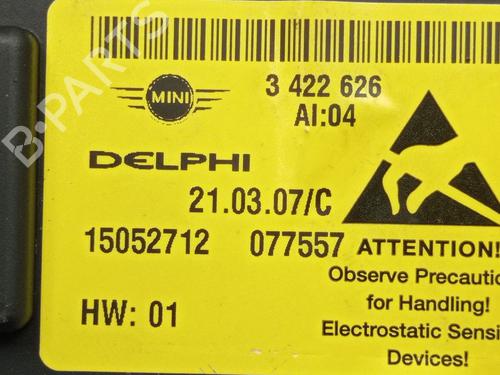 MINI
3 422 626
AI:04
DELPHI
21.03.07/C
15052712 077557
ATTENTION!
Observe Precautio
for Handling!
HW: 01
Electrostatic Sensi
Devices!
B-PARTS